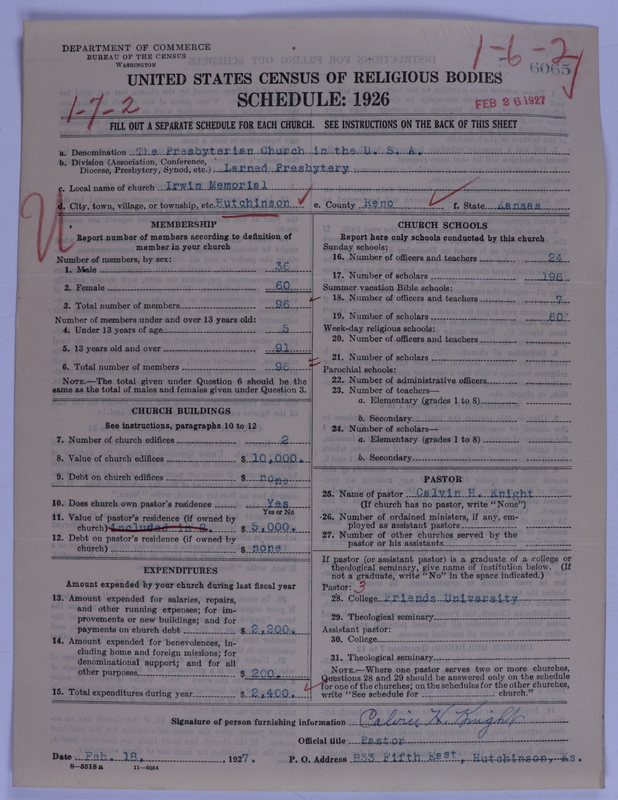 DEPARTMENT OF COMMERCE
BUREAU OF THE CENSUS
WASHINGTON
1-6-2
6065
UNITED STATES CENSUS OF RELIGIOUS BODIES
SCHEDULE: 1926
1-7-2
FEB 26 1927
FILL OUT A SEPARATE SCHEDULE FOR EACH CHURCH. SEE INSTRUCTIONS ON THE BACK OF THIS SHEET
a. Denomination The Presbyterian Church in the U. S. A.
b. Division (Association, Conference, Diocese, Presbytery, Synod, etc.) Larned Presbytery
c. Local name of church Irwin Memorial
d. City, town, village, or township, etc. Hutchinson e. County Reno f. State Kansas
MEMBERSHIP
Report number of members according to definition of
member in your church
Number of members, by sex:
1. Male 36
2. Female 60
3. Total number of members 96
Number of members under and over 13 years old:
4. Under 13 years of age 5
5. 13 years old and over 91
6. Total number of members 96
NOTE.—The total given under Question 6 should be the
same as the total of males and females given under Question 3.
CHURCH BUILDINGS
See instructions, paragraphs 10 to 12
7. Number of church edifices 2
8. Value of church edifices $ 10,000.
9. Debt on church edifices $ none
10. Does church own pastor's residence Yes
Yes or No
11. Value of pastor's residence (if owned by
church) included in 8. $ 5,000.
12. Debt on pastor's residence (if owned by
church) $ none
EXPENDITURES
Amount expended by your church during last fiscal year
13. Amount expended for salaries, repairs,
and other running expenses; for im-
provements or new buildings; and for
payments on church debt $ 2,200.
14. Amount expended for benevolences, in-
cluding home and foreign missions; for
denominational support; and for all
other purposes $ 200.
15. Total expenditures during year $ 2,400.
CHURCH SCHOOLS
Report here only schools conducted by this church
Sunday schools:
16. Number of officers and teachers 24
17. Number of scholars 196
Summer vacation Bible schools:
18. Number of officers and teachers 7
19. Number of scholars 60
Week-day religious schools:
20. Number of officers and teachers
21. Number of scholars
Parochial schools:
22. Number of administrative officers
23. Number of teachers—
a. Elementary (grades 1 to 8)
b. Secondary
24. Number of scholars—
a. Elementary (grades 1 to 8)
b. Secondary
PASTOR
25. Name of pastor Calvin H. Knight
(If church has no pastor, write "None")
26. Number of ordained ministers, if any, em-
ployed as assistant pastors
27. Number of other churches served by the
pastor or his assistants
If pastor (or assistant pastor) is a graduate of a college or
theological seminary, give name of institution below. (If
not a graduate, write "No" in the space indicated.)
Pastor: 3
28. College Friends University
29. Theological seminary
Assistant pastor:
30. College
31. Theological seminary
NOTE.—Where one pastor serves two or more churches,
Questions 28 and 29 should be answered only on the schedule
for one of the churches; on the schedules for the other churches,
write "See schedule for church."
Signature of person furnishing information Calvin H. Knight
Official title Pastor
Date Feb. 18, 1927. P. O. Address 833 Fifth East, Hutchinson, Ks.
8-5518a 11-9064